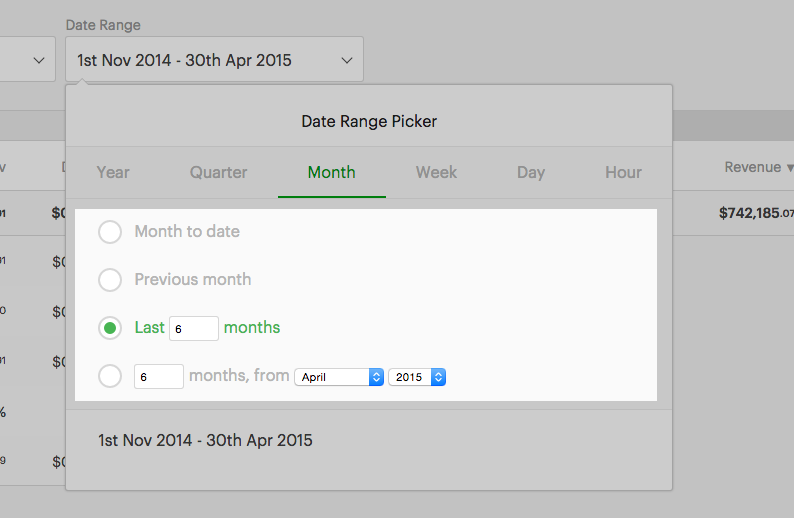 Date Range
1st Nov 2014 - 30th Apr 2015
Date Range Picker
Year Quarter Month Week Day Hour
Revenue
$742,185.07
Month to date
Previous month
Last 6 months
6 months, from April 2015
1st Nov 2014 - 30th Apr 2015